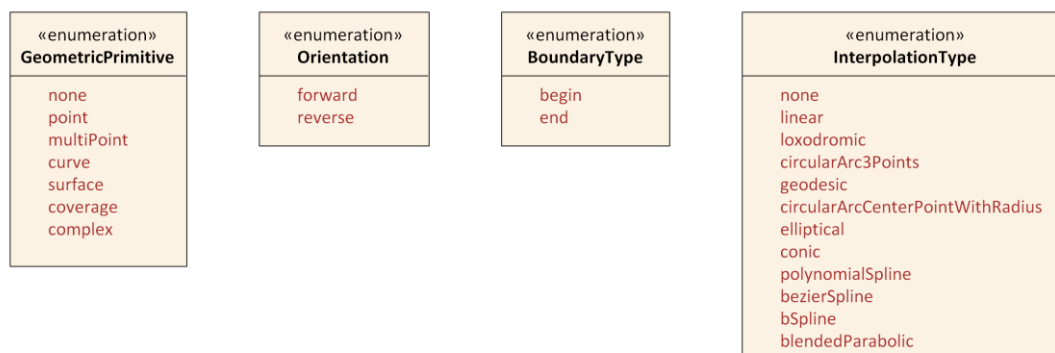 «enumeration»
GeometricPrimitive
none
point
multiPoint
curve
surface
coverage
complex
«enumeration»
Orientation
forward
reverse
«enumeration»
BoundaryType
begin
end
«enumeration»
InterpolationType
none
linear
loxodromic
circularArc3Points
geodesic
circularArcCenterPointWithRadius
elliptical
conic
polynomialSpline
bezierSpline
bSpline
blendedParabolic